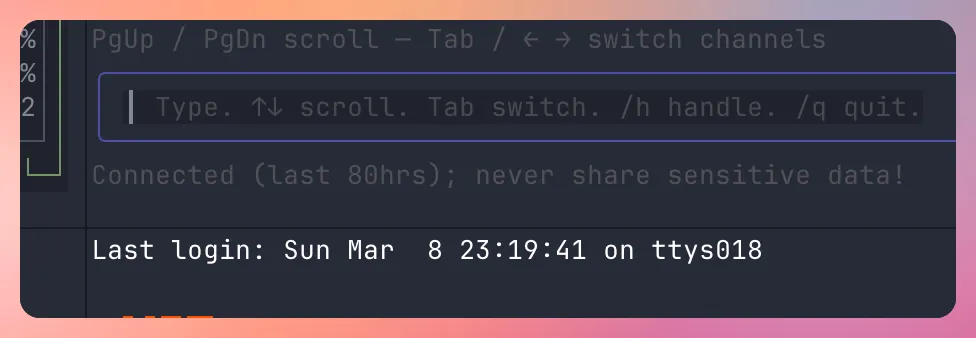 %
PgUp / PgDn scroll — Tab / ← → switch channels
%
2
Type. ↑↓ scroll. Tab switch. /h handle. /q quit.
Connected (last 80hrs); never share sensitive data!
Last login: Sun Mar  8 23:19:41 on ttys018